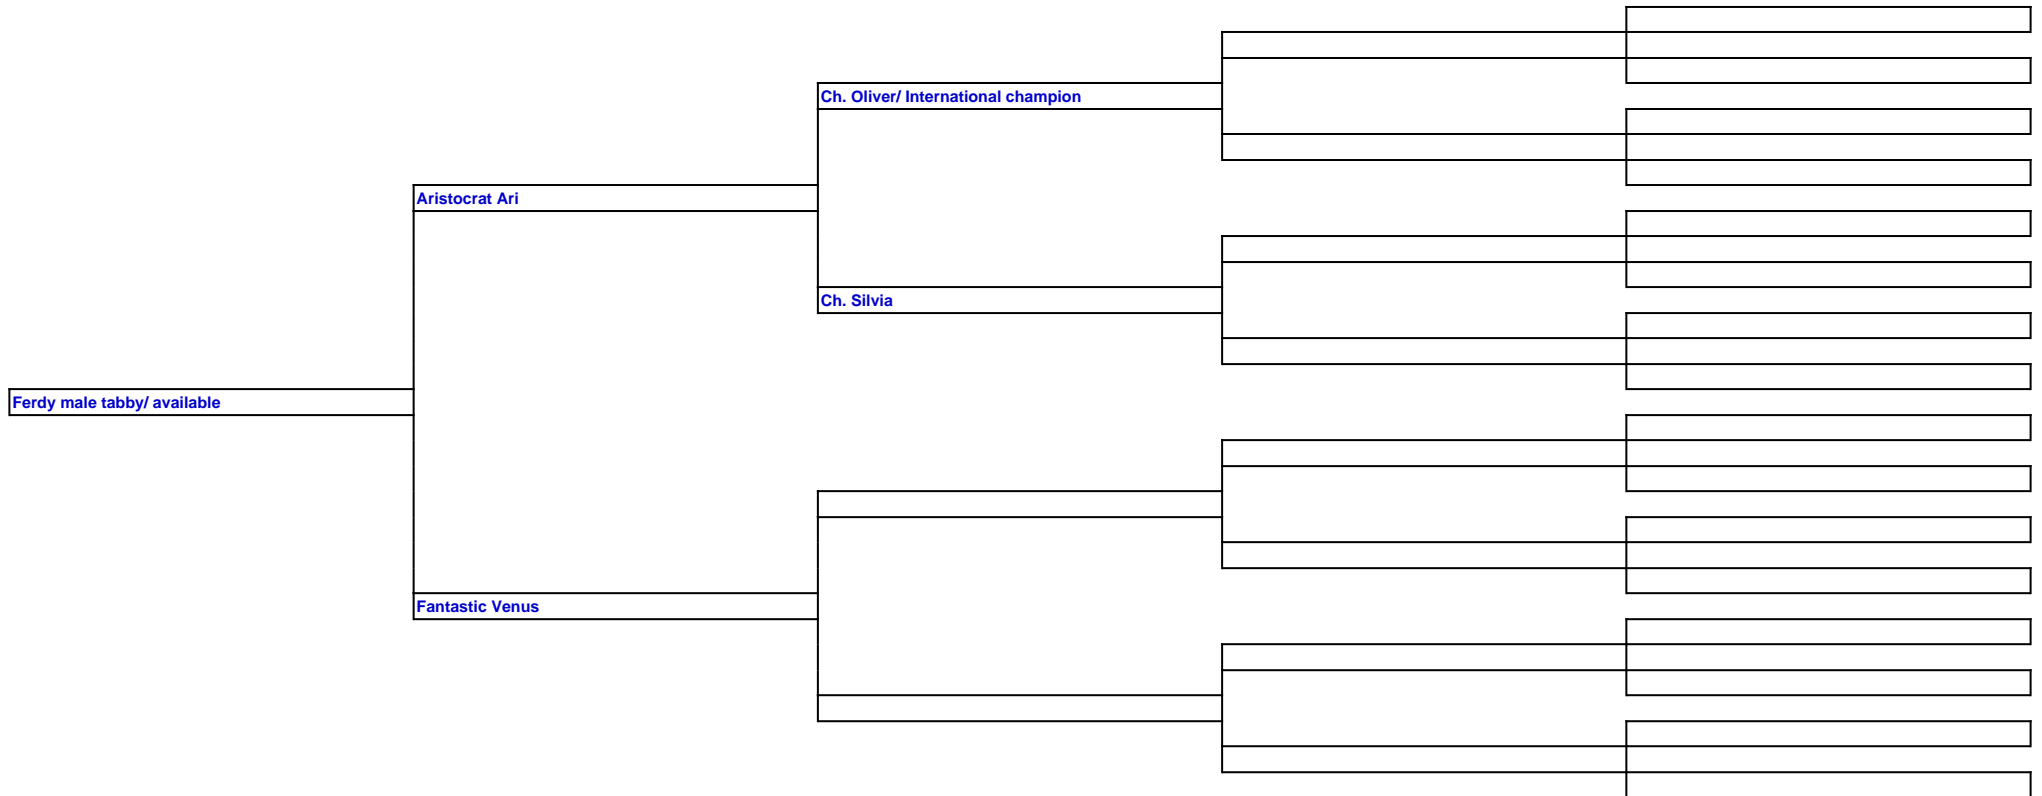 Ch. Oliver/ International champion
Aristocrat Ari
Ch. Silvia
Ferdy male tabby/ available
Fantastic Venus